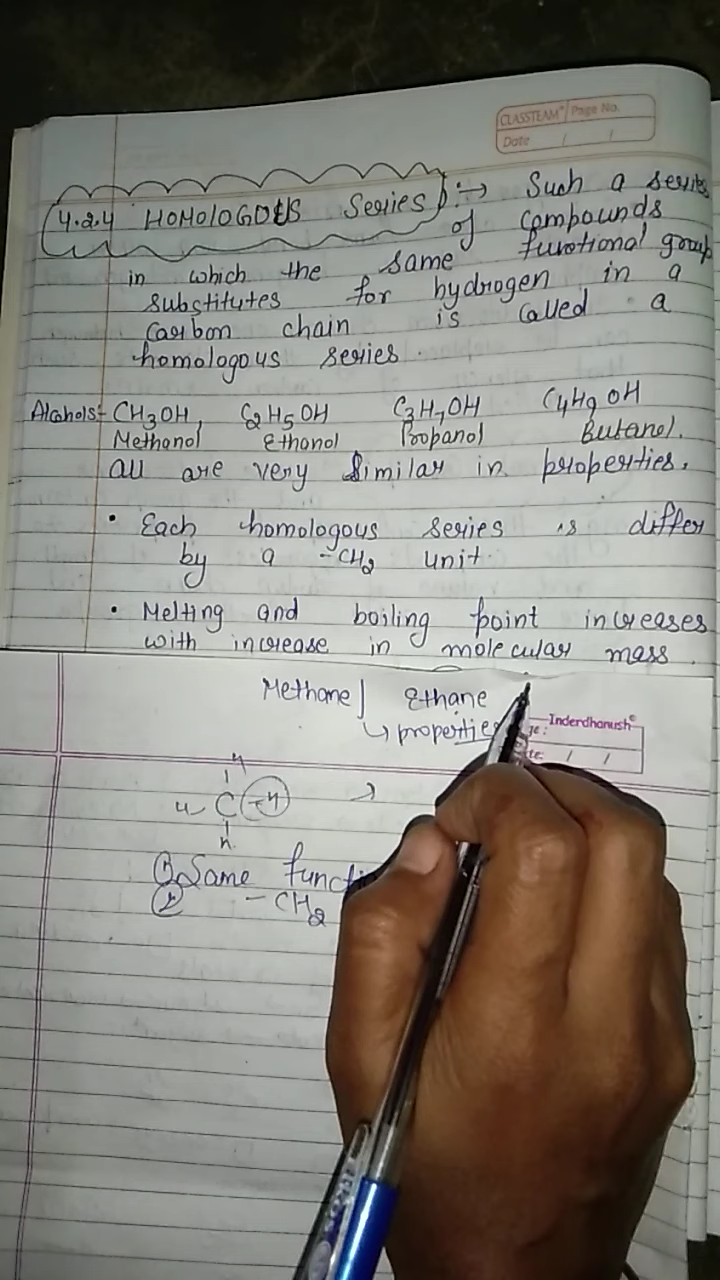 CLASSTEAM® Page No.
Date / /
4.2.4 HOMOLOGOUS Series :→ Such a series
of compounds
in which the same functional group
substitutes for hydrogen in a
carbon chain is called a
homologous series.
Alcohols:- CH3OH, C2H5OH C3H7OH C4H9OH
Methanol Ethanol Propanol Butanol.
all are very similar in properties.
• Each homologous series is differ
by a -CH2 unit.
• Melting and boiling point increases
with increase in molecular mass.
Methane Ethane
↳ properties
Inderdhanush©
/ /
H
H C -H
H
① Same functi
② -CH2